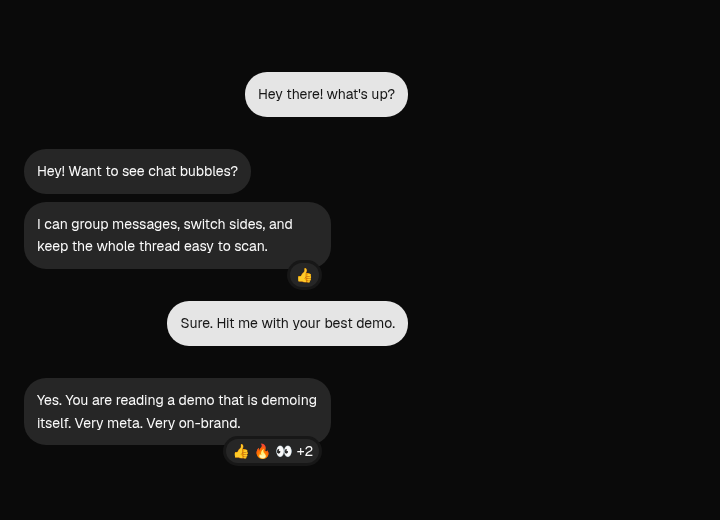 Hey there! what's up?
Hey! Want to see chat bubbles?
I can group messages, switch sides, and
keep the whole thread easy to scan.
👍
Sure. Hit me with your best demo.
Yes. You are reading a demo that is demoing
itself. Very meta. Very on-brand.
👍 🔥 👀 +2